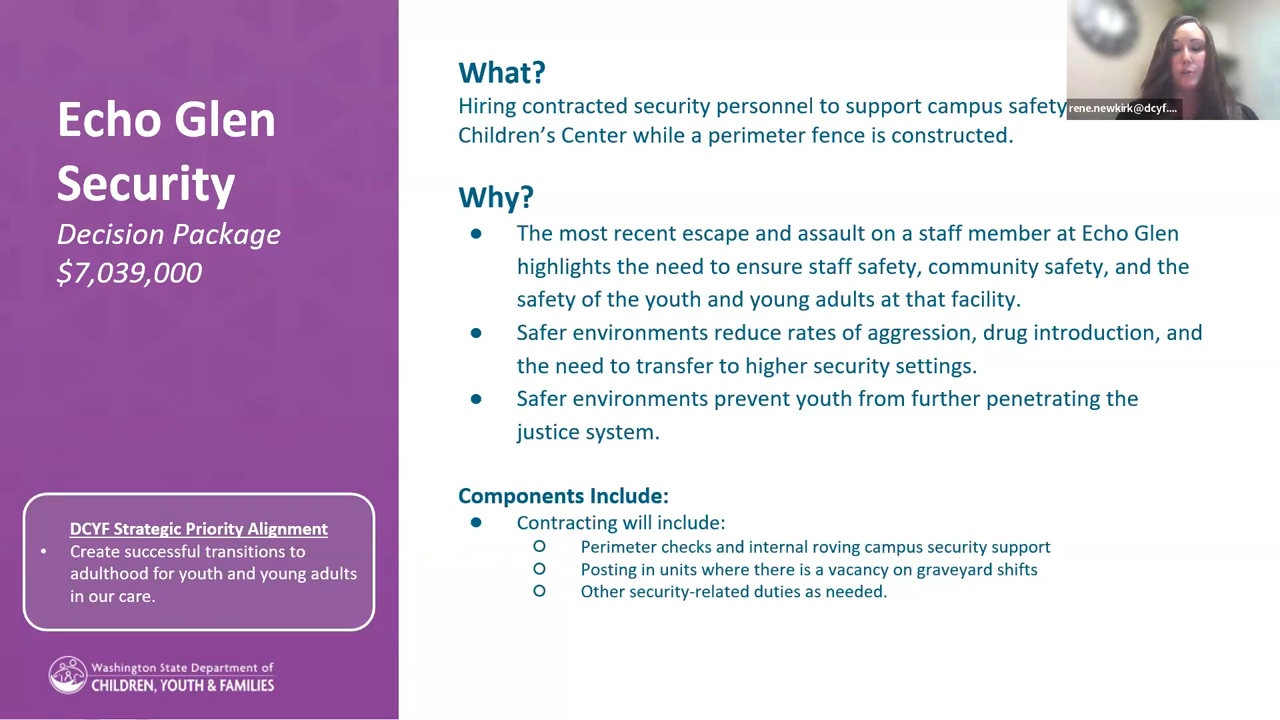 Echo Glen
Security
Decision Package
$7,039,000
DCYF Strategic Priority Alignment
• Create successful transitions to
adulthood for youth and young adults
in our care.
Washington State Department of
CHILDREN, YOUTH & FAMILIES
What?
Hiring contracted security personnel to support campus safety
Children’s Center while a perimeter fence is constructed.
Why?
● The most recent escape and assault on a staff member at Echo Glen
highlights the need to ensure staff safety, community safety, and the
safety of the youth and young adults at that facility.
● Safer environments reduce rates of aggression, drug introduction, and
the need to transfer to higher security settings.
● Safer environments prevent youth from further penetrating the
justice system.
Components Include:
● Contracting will include:
○ Perimeter checks and internal roving campus security support
○ Posting in units where there is a vacancy on graveyard shifts
○ Other security-related duties as needed.
rene.newkirk@dcyf....